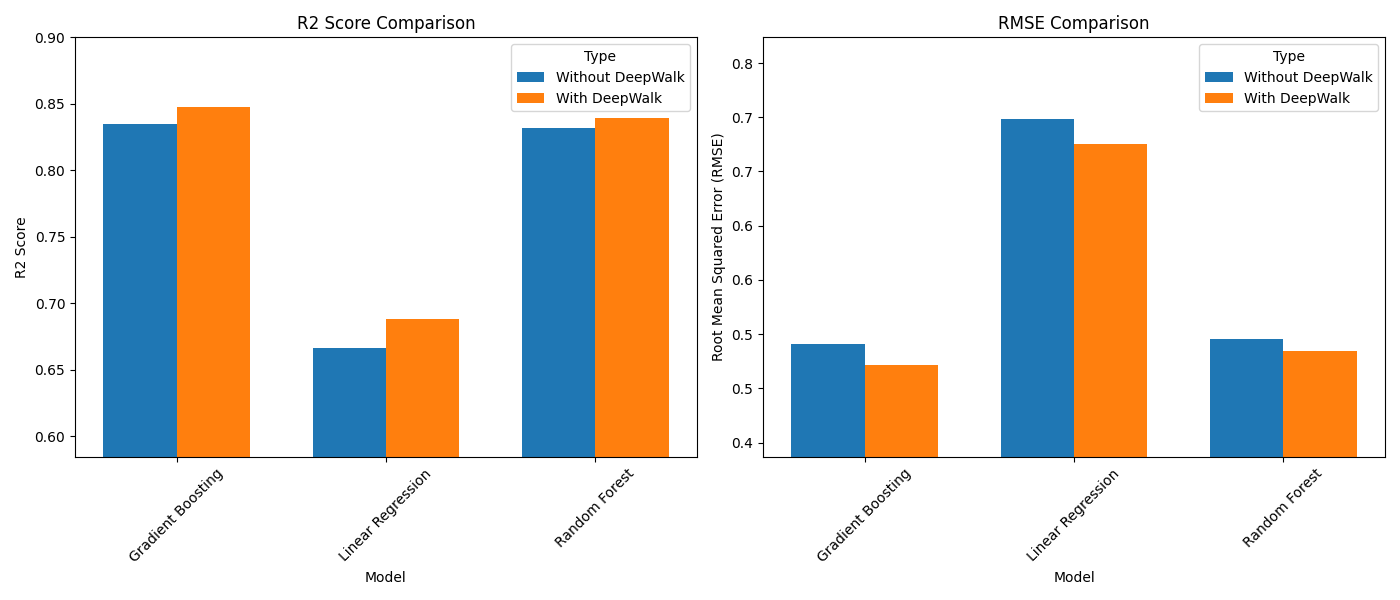 R2 Score Comparison
R2 Score
0.90
0.85
0.80
0.75
0.70
0.65
0.60
Type
Without DeepWalk
With DeepWalk
Gradient Boosting
Linear Regression
Random Forest
Model
RMSE Comparison
Root Mean Squared Error (RMSE)
0.8
0.7
0.7
0.6
0.6
0.5
0.5
0.4
Type
Without DeepWalk
With DeepWalk
Gradient Boosting
Linear Regression
Random Forest
Model